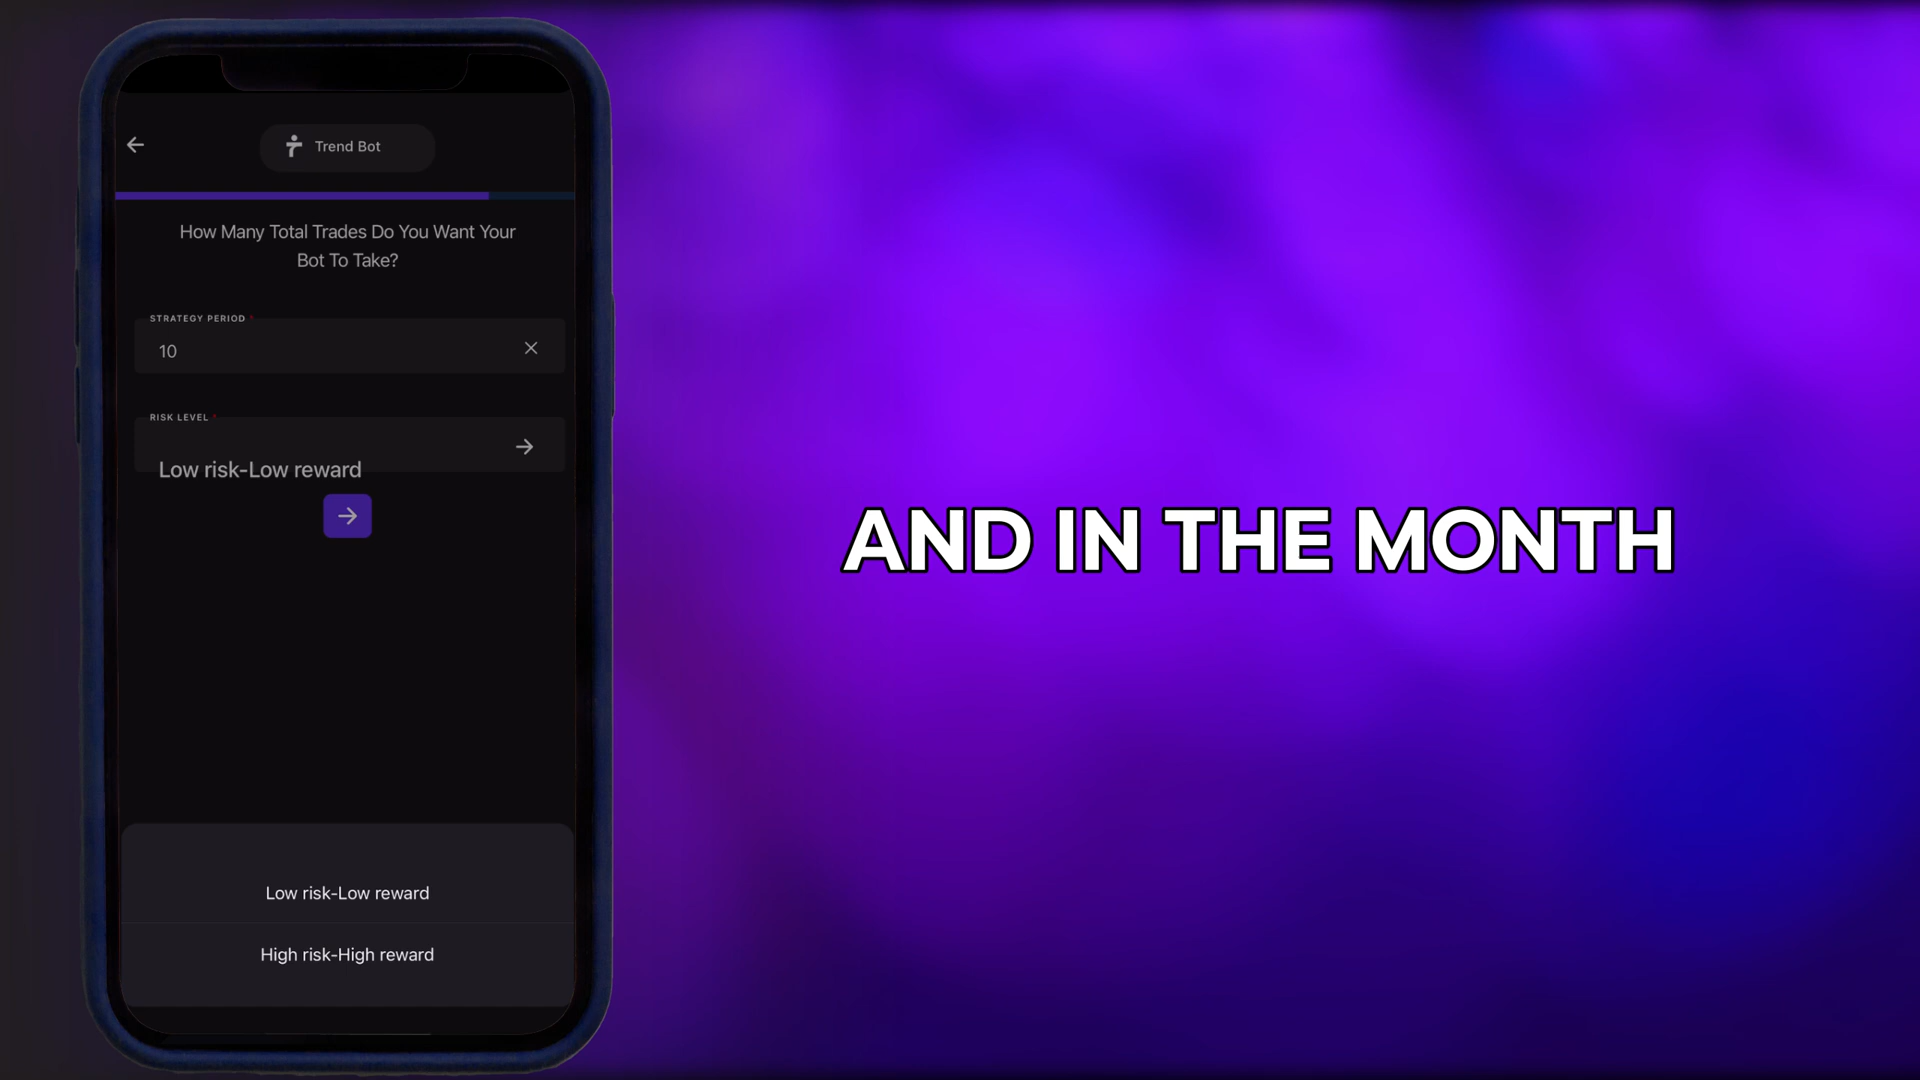 Trend Bot
How Many Total Trades Do You Want Your
Bot To Take?
STRATEGY PERIOD *
10
RISK LEVEL *
Low risk-Low reward
AND IN THE MONTH
Low risk-Low reward
High risk-High reward